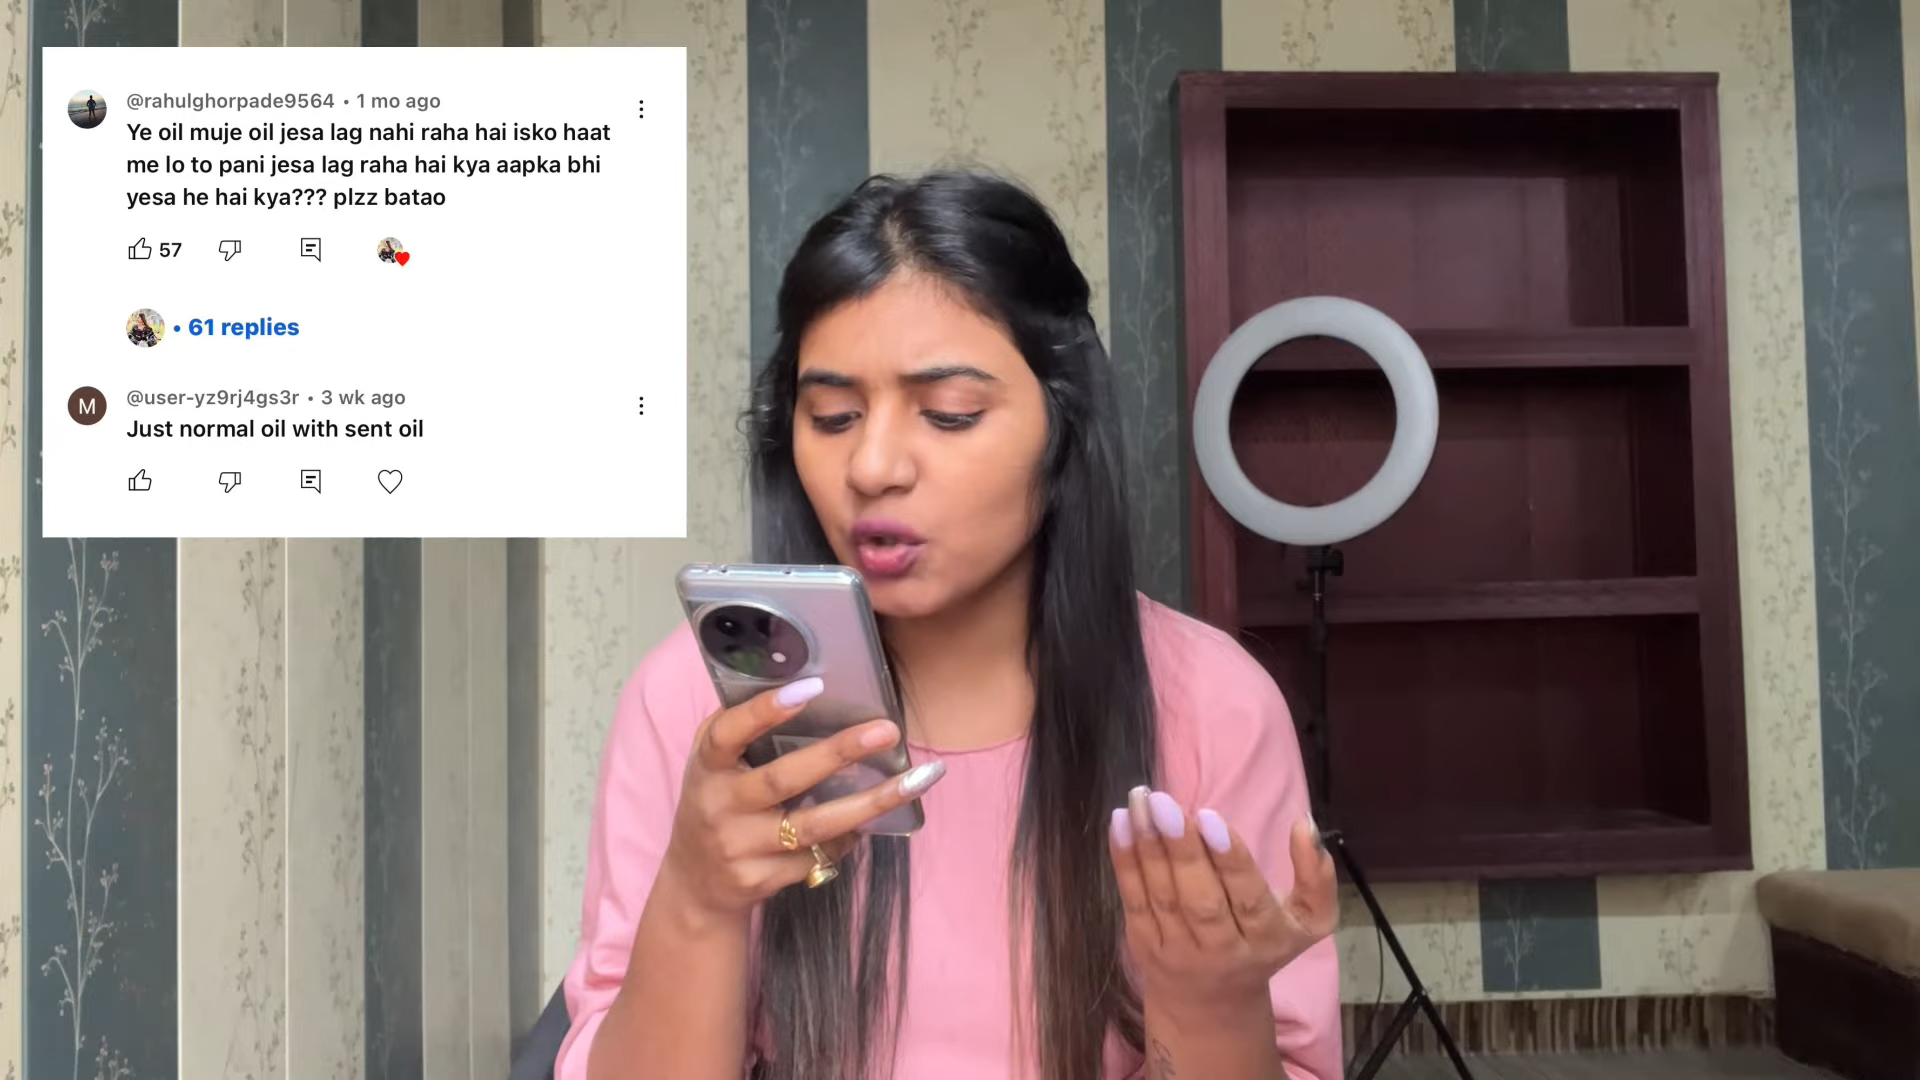 @rahulghorpade9564 • 1 mo ago
Ye oil muje oil jesa lag nahi raha hai isko haat
me lo to pani jesa lag raha hai kya aapka bhi
yesa he hai kya??? plzz batao
57
• 61 replies
M
@user-yz9rj4gs3r • 3 wk ago
Just normal oil with sent oil